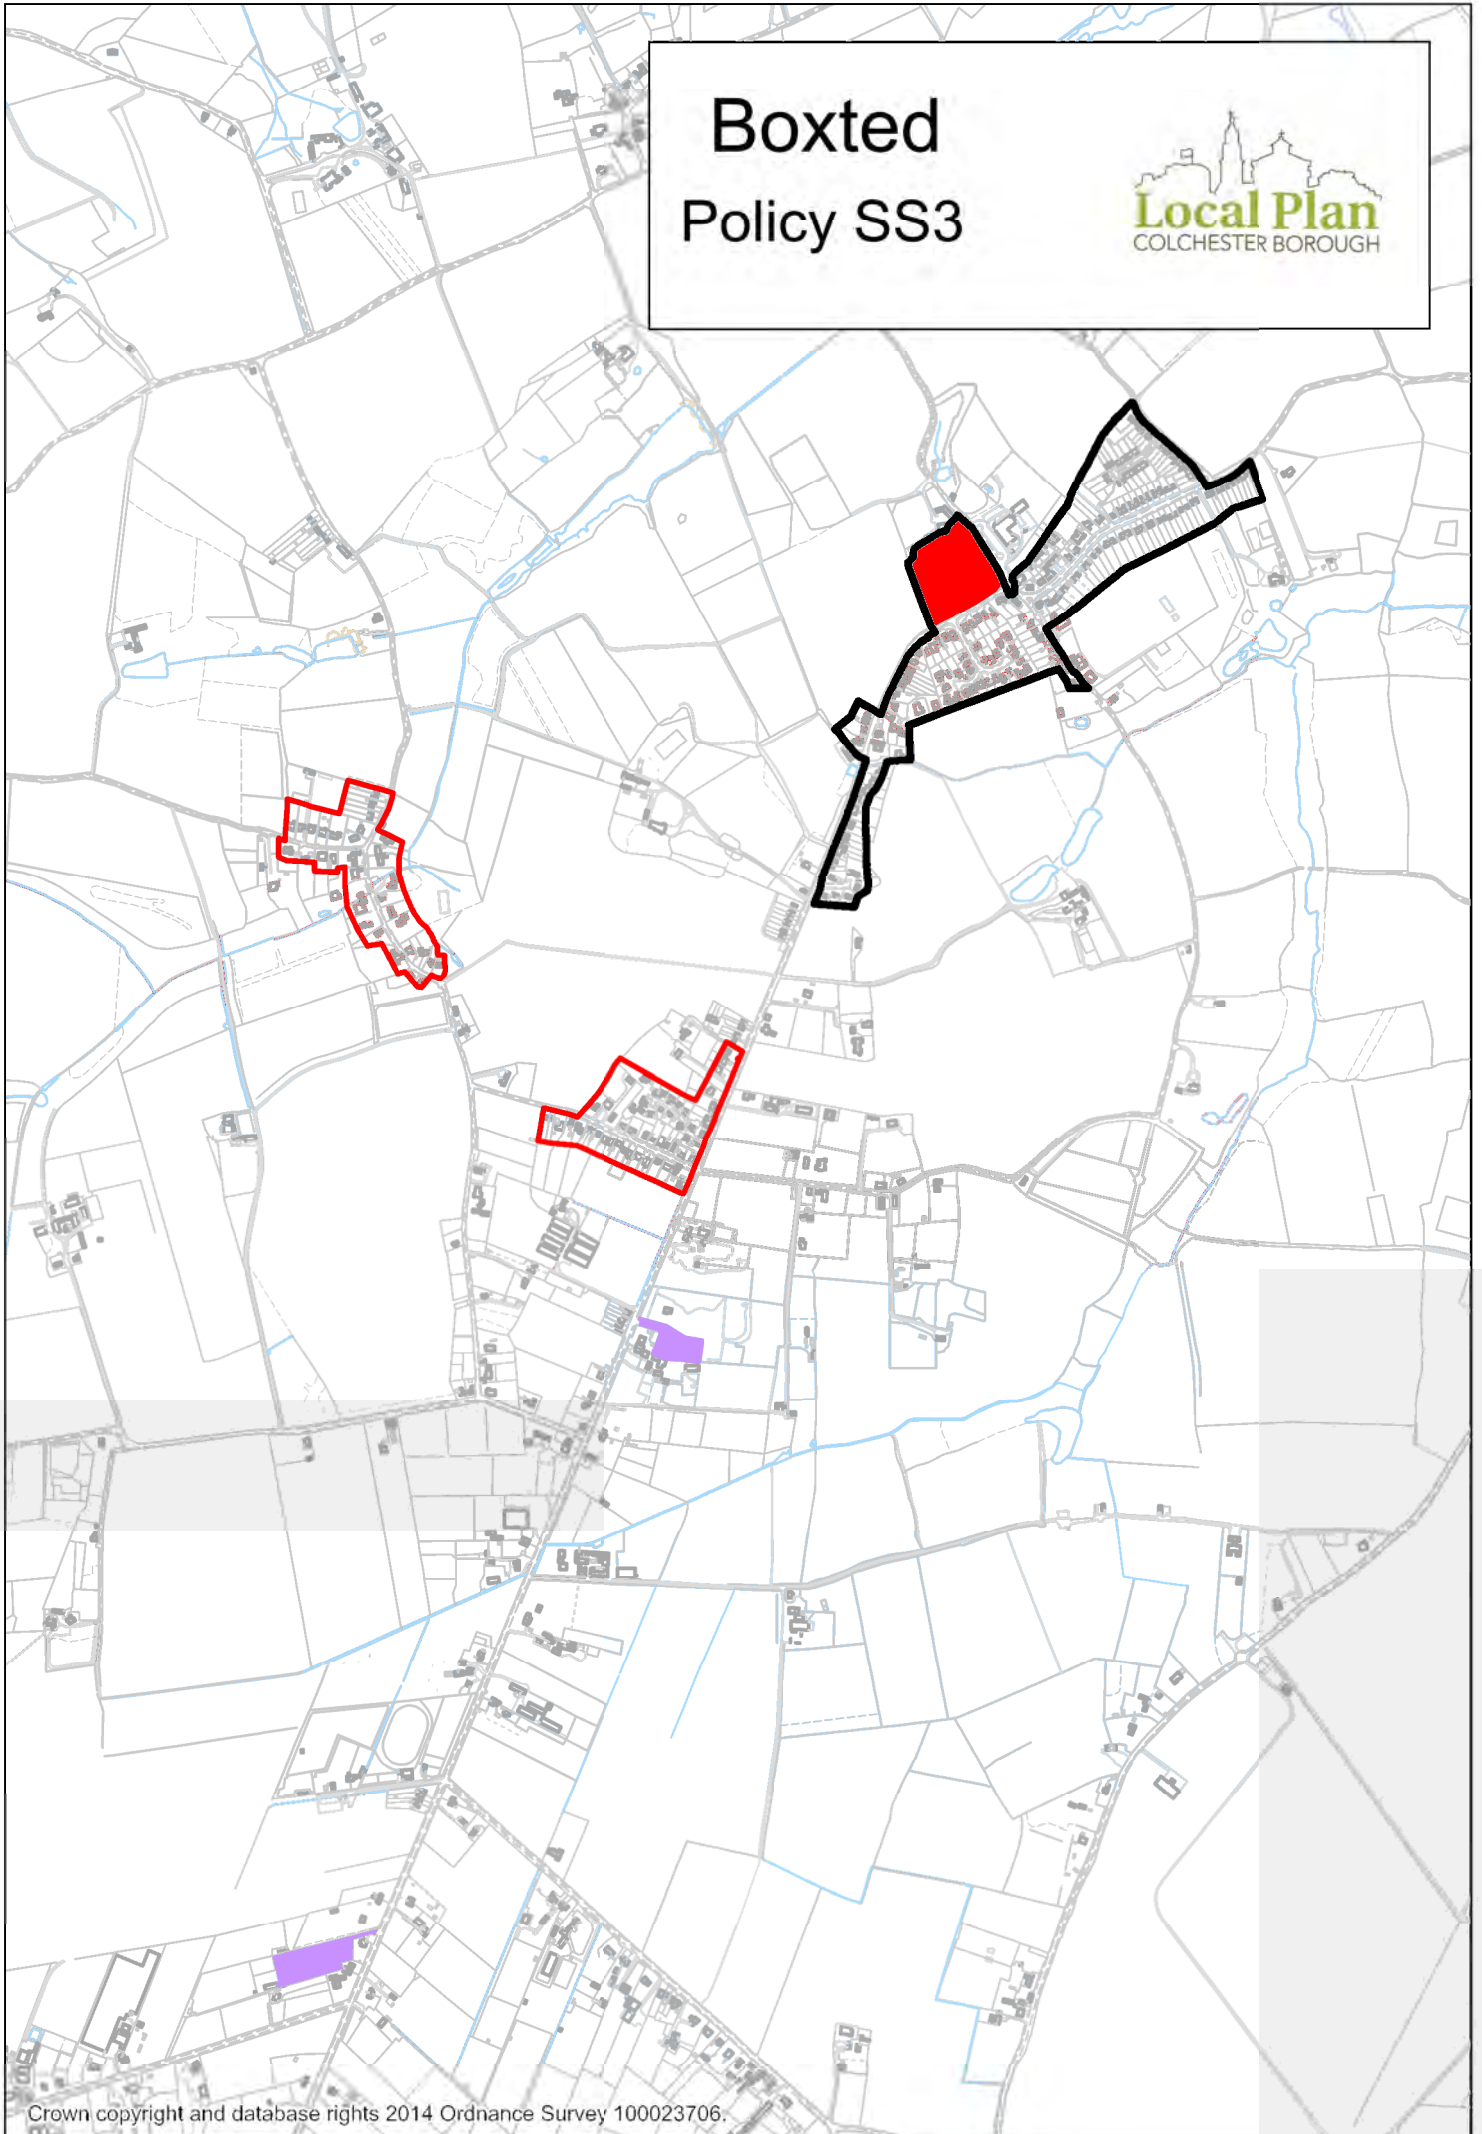 Boxted
Policy SS3
Local Plan
COLCHESTER BOROUGH
Crown copyright and database rights 2014 Ordnance Survey 100023706.